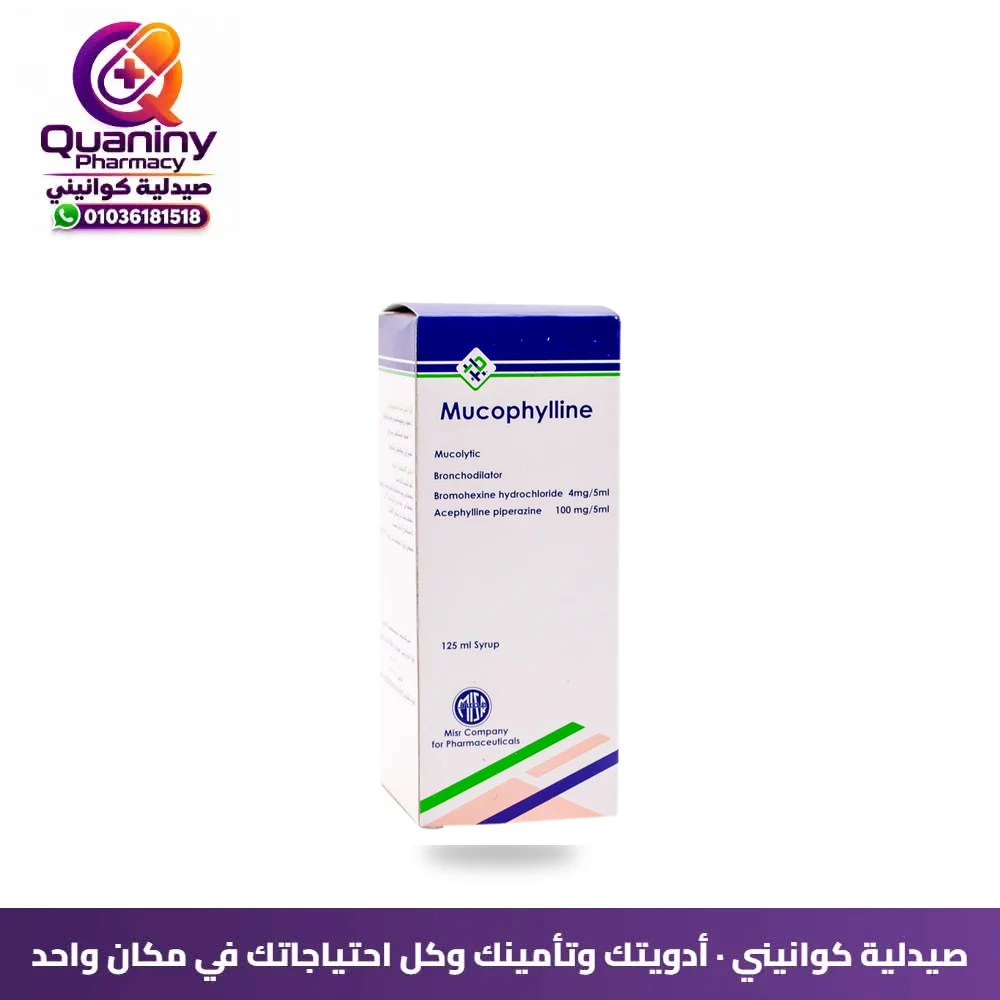 Quaniny
Pharmacy
صيدلية كوانيني
01036181518
Mucophylline
Mucolytic
Bronchodilator
Bromohexine hydrochloride 4mg/5ml
Acephylline piperazine 100 mg/5ml
125 ml Syrup
MISR
Misr Company
for Pharmaceuticals
صيدلية كوانيني · أدويتك وتأمينك وكل احتياجاتك في مكان واحد